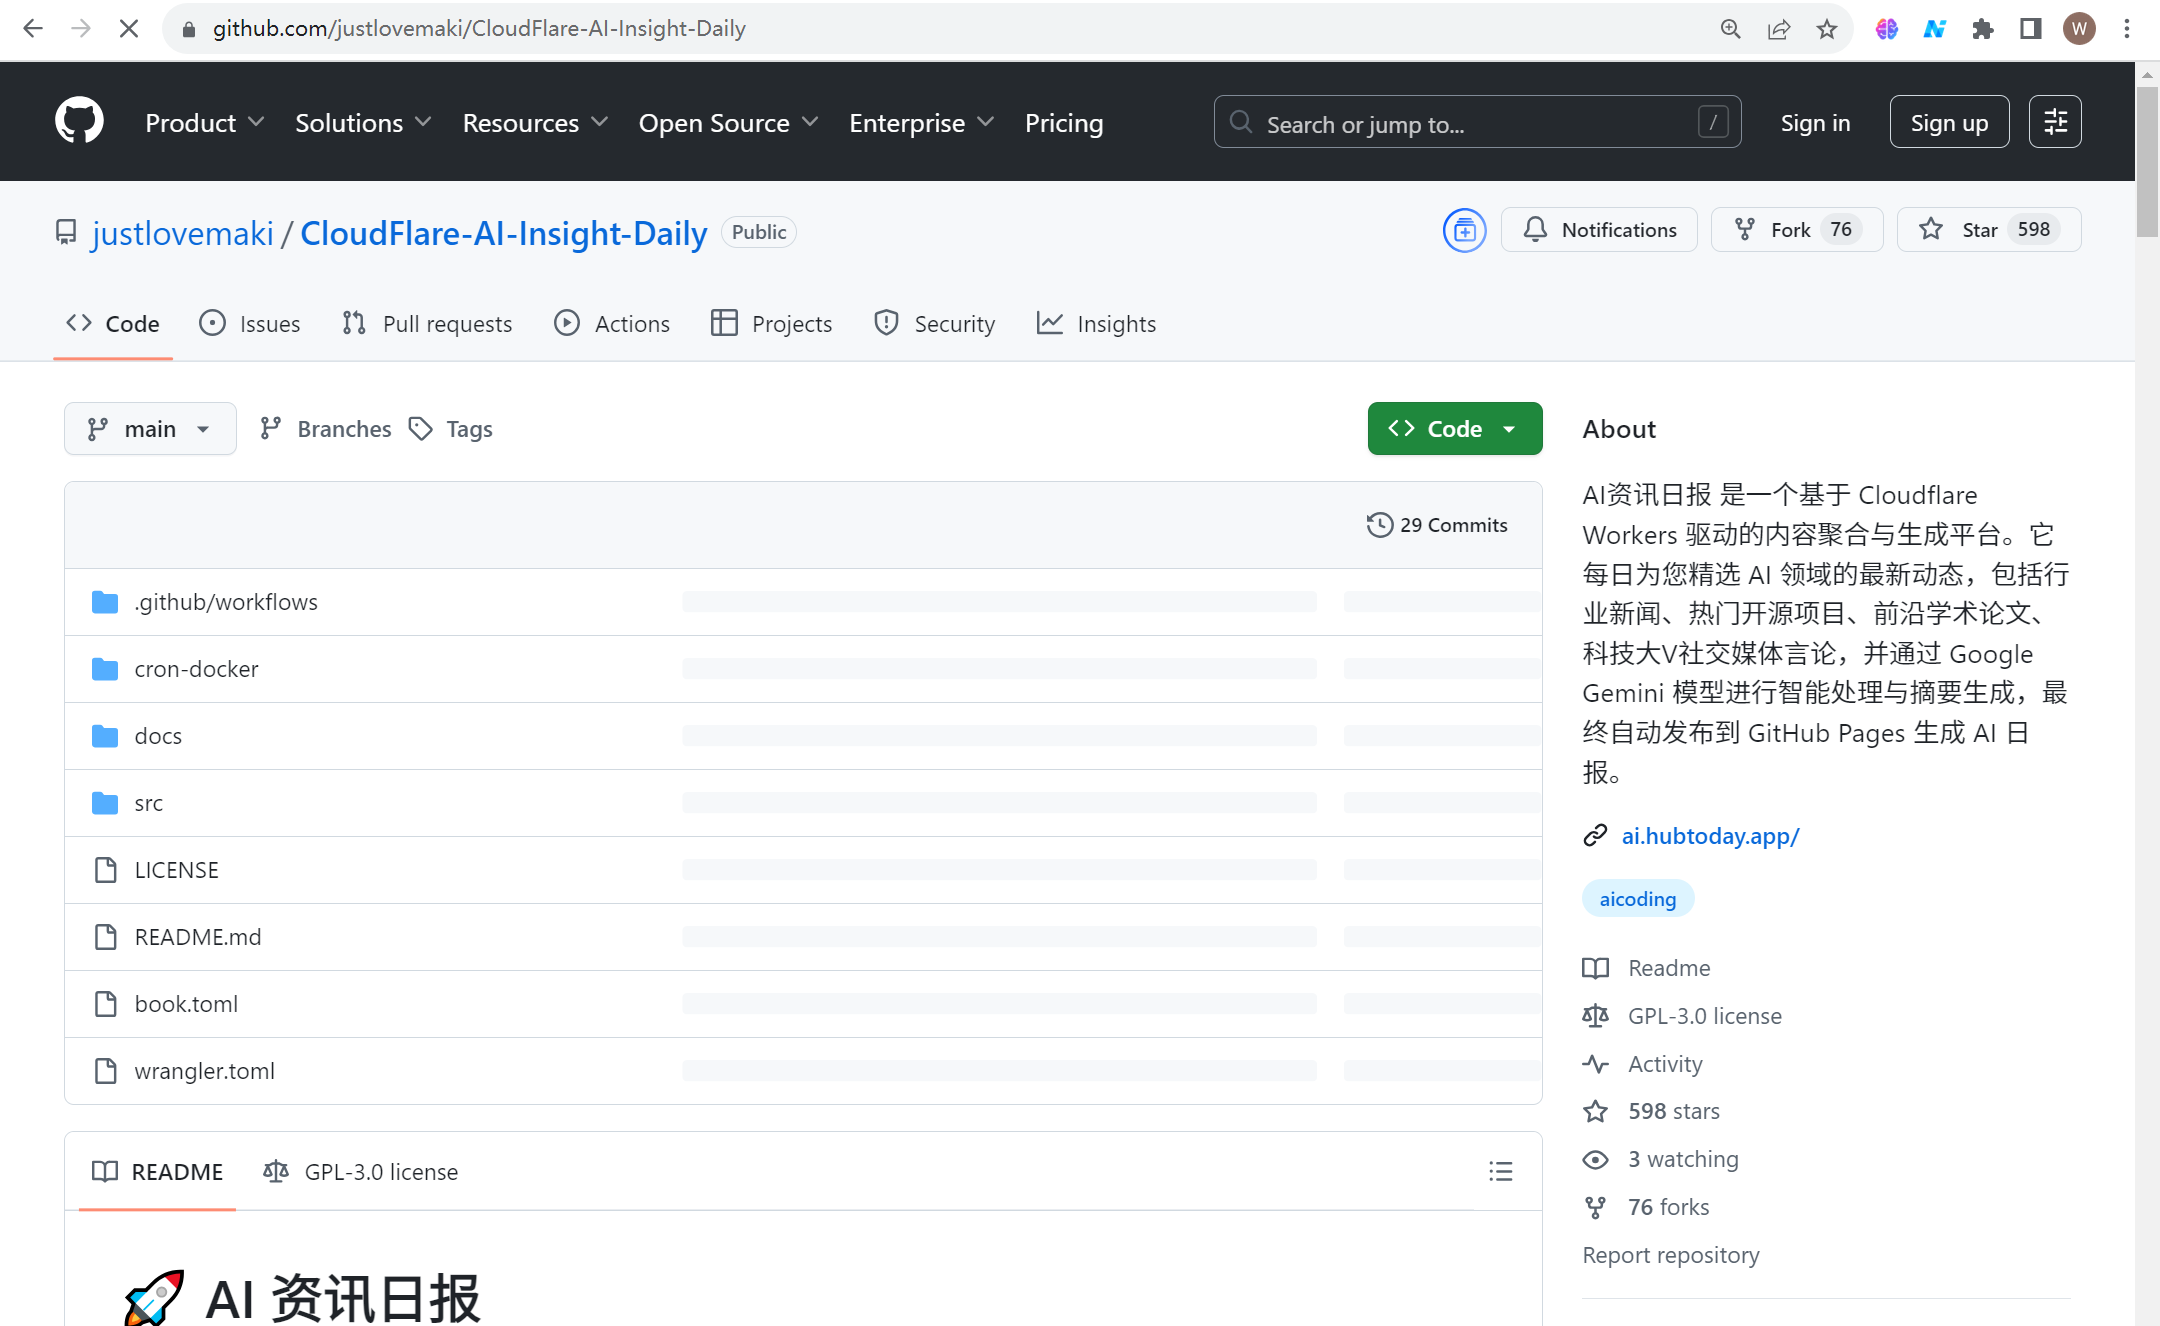 github.com/justlovemaki/CloudFlare-AI-Insight-Daily
W
Product
Solutions
Resources
Open Source
Enterprise
Pricing
Search or jump to...
/
Sign in
Sign up
justlovemaki / CloudFlare-AI-Insight-Daily
Public
Notifications
Fork 76
Star 598
Code
Issues
Pull requests
Actions
Projects
Security
Insights
main
Branches
Tags
Code
29 Commits
.github/workflows
cron-docker
docs
src
LICENSE
README.md
book.toml
wrangler.toml
README
GPL-3.0 license
AI 资讯日报
About
AI资讯日报 是一个基于 Cloudflare
Workers 驱动的内容聚合与生成平台。它
每日为您精选 AI 领域的最新动态，包括行
业新闻、热门开源项目、前沿学术论文、
科技大V社交媒体言论，并通过 Google
Gemini 模型进行智能处理与摘要生成，最
终自动发布到 GitHub Pages 生成 AI 日
报。
ai.hubtoday.app/
aicoding
Readme
GPL-3.0 license
Activity
598 stars
3 watching
76 forks
Report repository